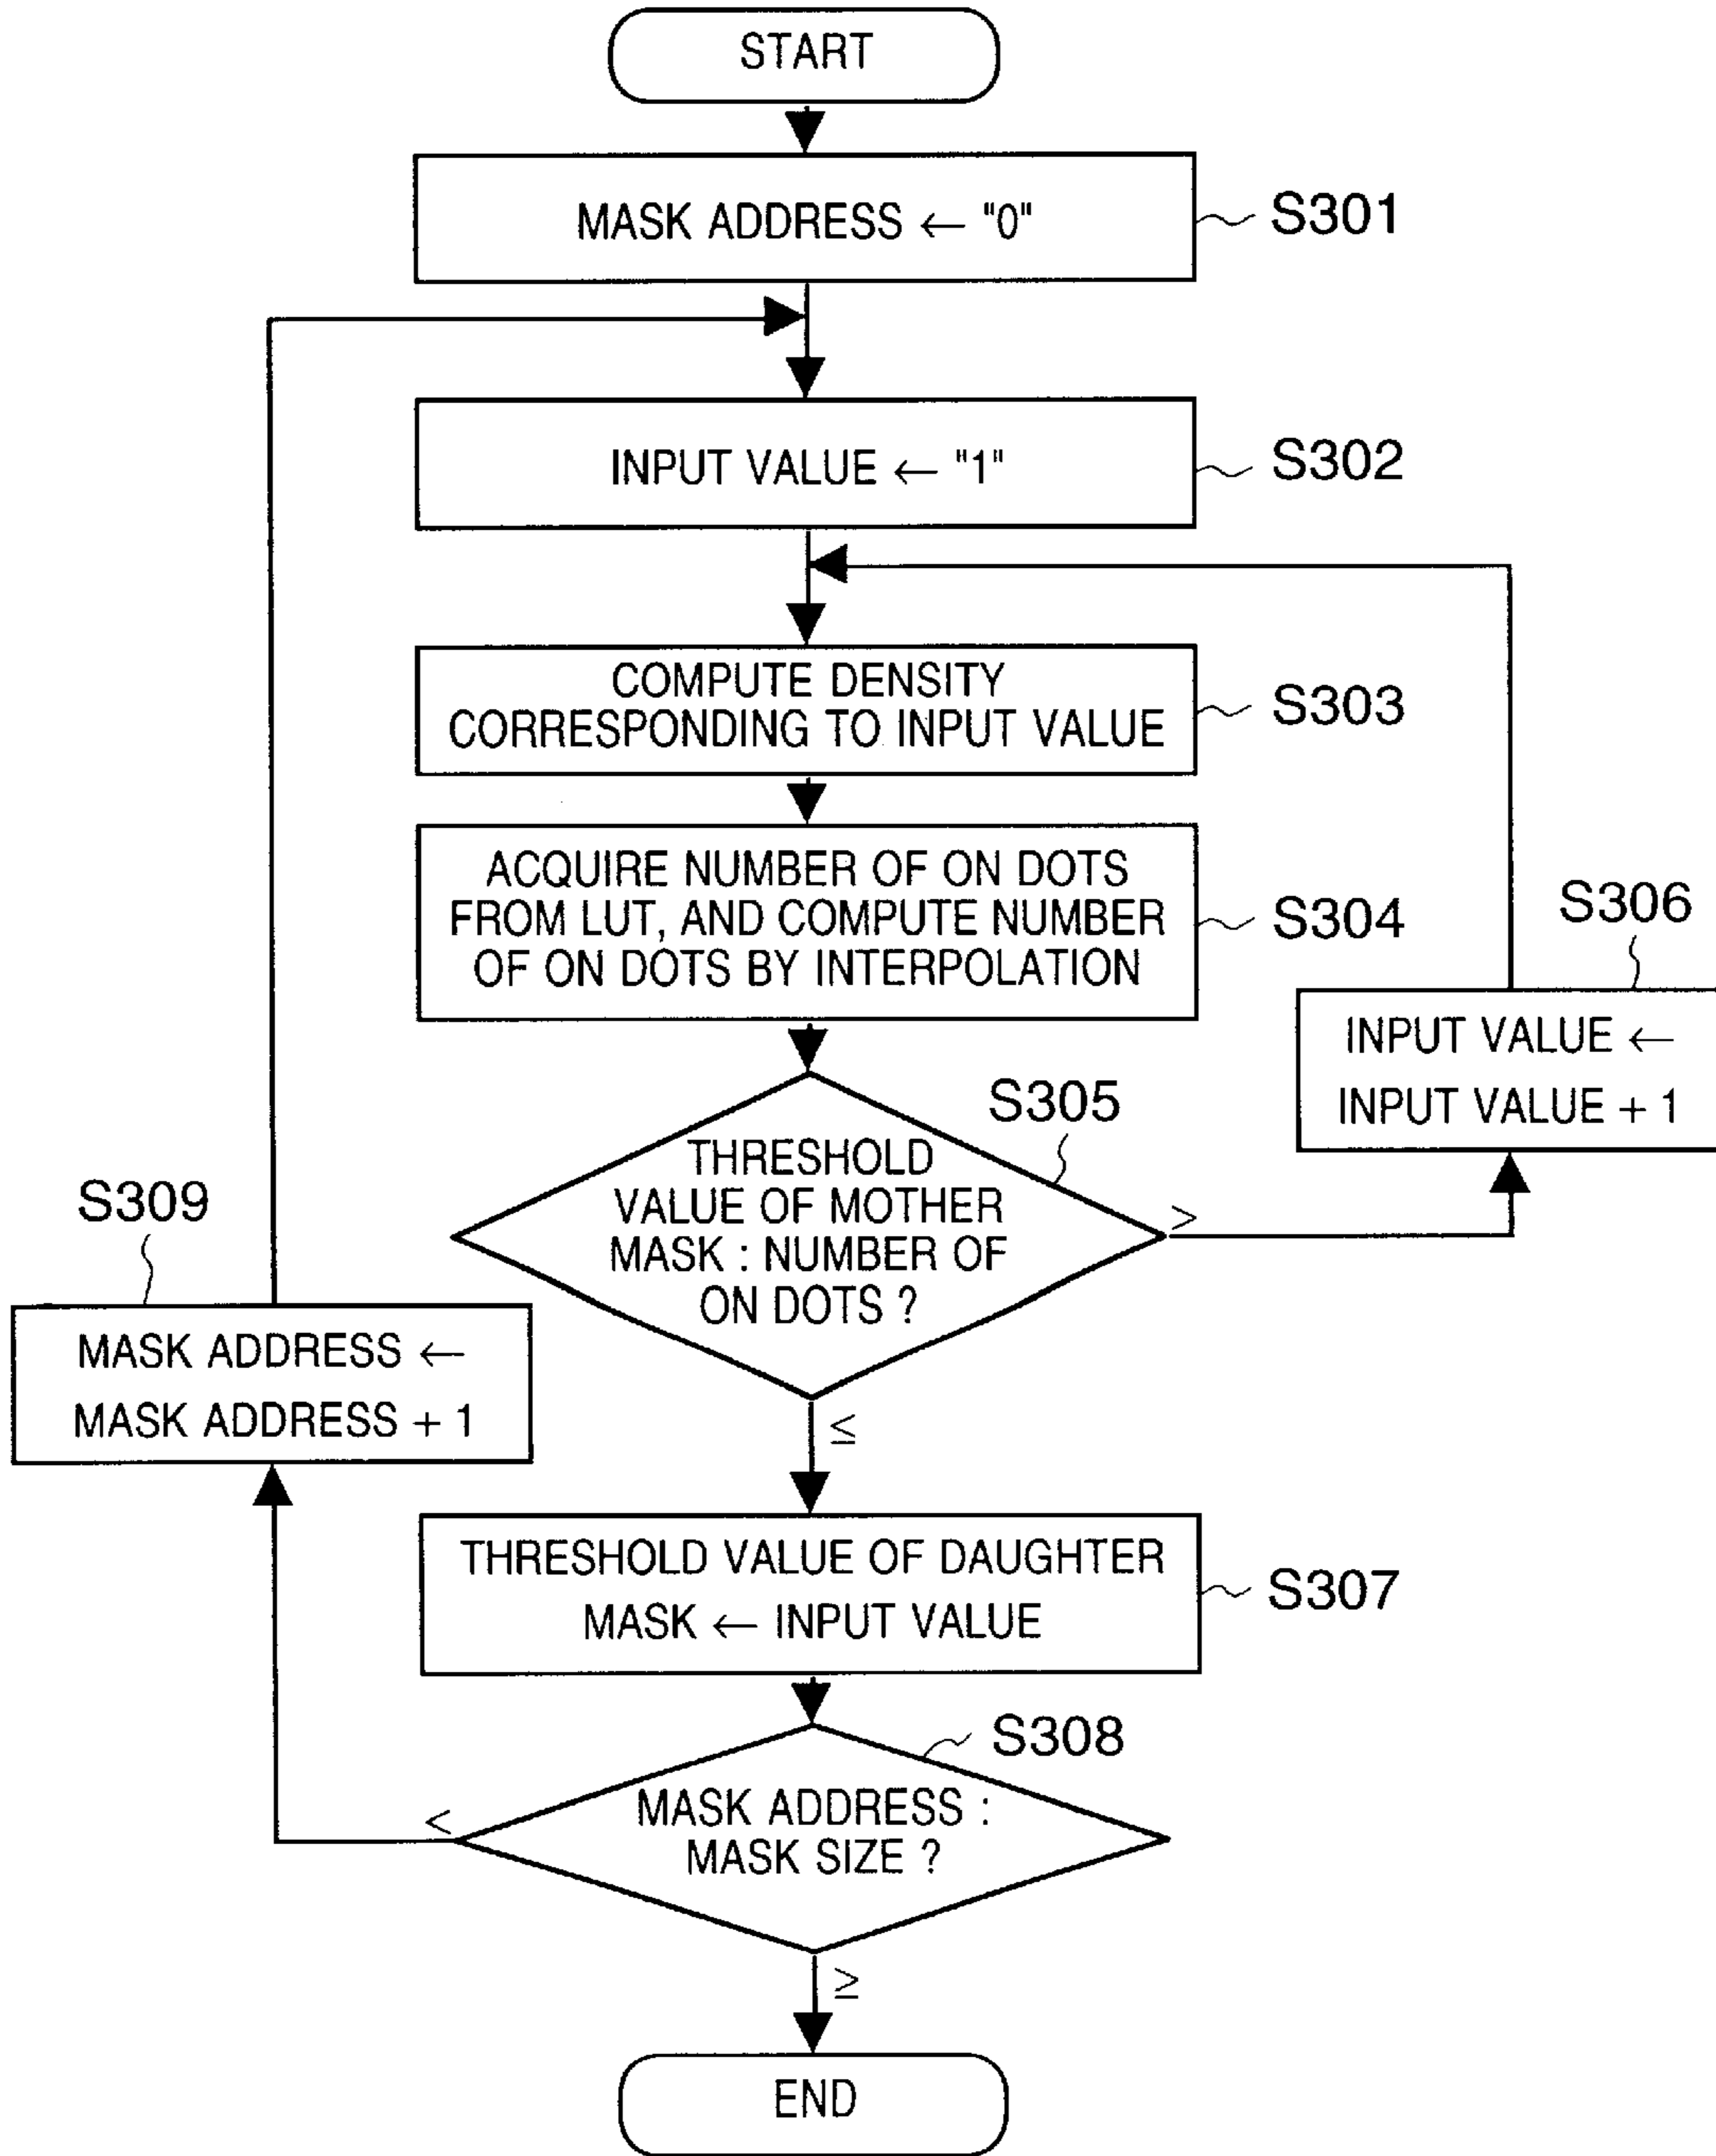 START
MASK ADDRESS ← "0"
S301
INPUT VALUE ← "1"
S302
COMPUTE DENSITY
CORRESPONDING TO INPUT VALUE
S303
ACQUIRE NUMBER OF ON DOTS
FROM LUT, AND COMPUTE NUMBER
OF ON DOTS BY INTERPOLATION
S304
S306
INPUT VALUE ←
INPUT VALUE + 1
S305
THRESHOLD
VALUE OF MOTHER
MASK : NUMBER OF
ON DOTS ?
>
≤
S309
MASK ADDRESS ←
MASK ADDRESS + 1
THRESHOLD VALUE OF DAUGHTER
MASK ← INPUT VALUE
S307
S308
MASK ADDRESS :
MASK SIZE ?
<
≥
END